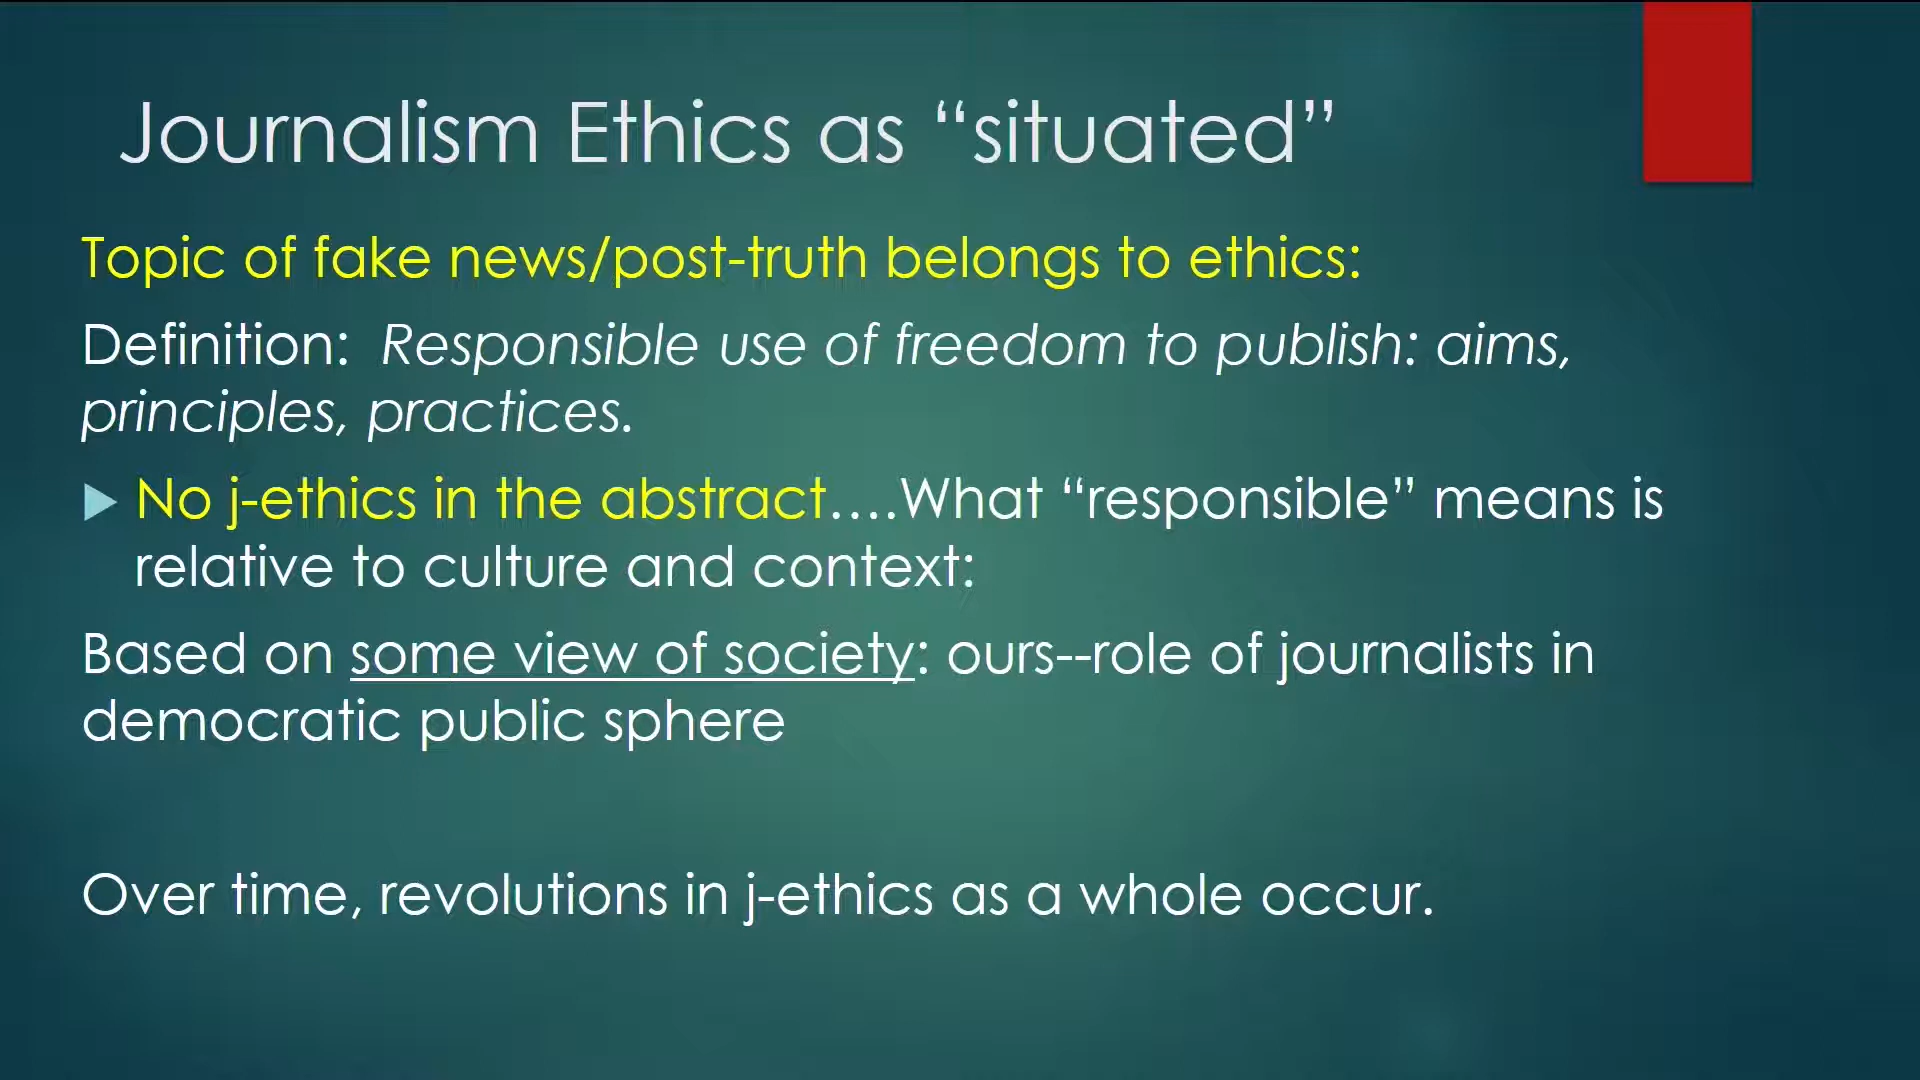 Journalism Ethics as “situated”
Topic of fake news/post-truth belongs to ethics:
Definition:  Responsible use of freedom to publish: aims,
principles, practices.
No j-ethics in the abstract….What “responsible” means is
relative to culture and context:
Based on some view of society: ours--role of journalists in
democratic public sphere
Over time, revolutions in j-ethics as a whole occur.